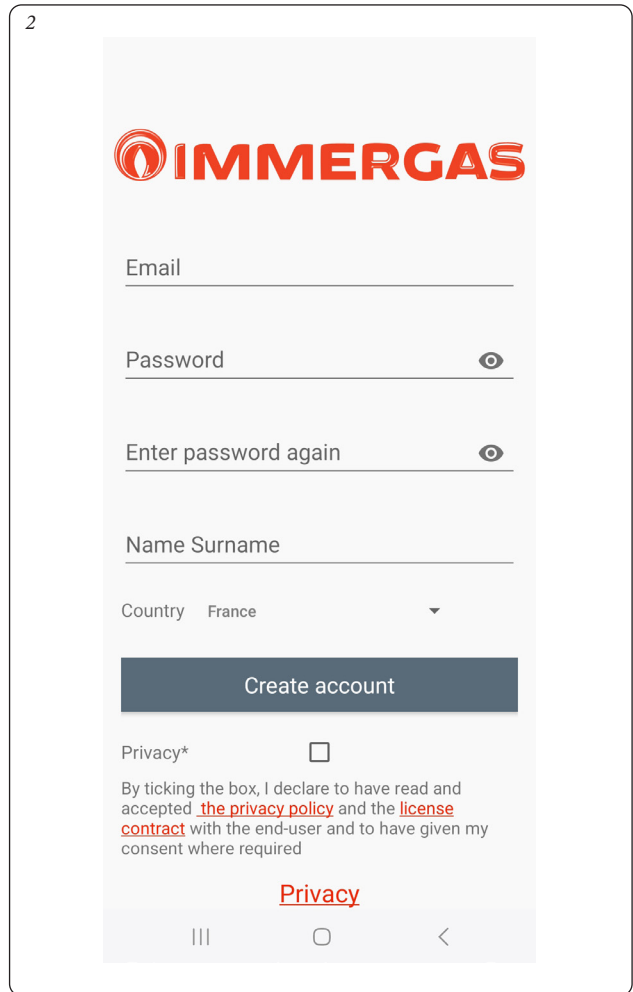 2
IMMERGAS
Email
Password
Enter password again
Name Surname
Country France
Create account
Privacy*
By ticking the box, I declare to have read and
accepted the privacy policy and the license
contract with the end-user and to have given my
consent where required
Privacy